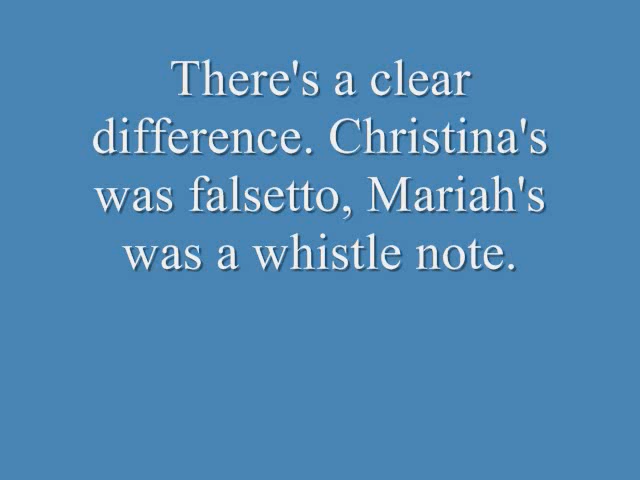 There's a clear
difference. Christina's
was falsetto, Mariah's
was a whistle note.